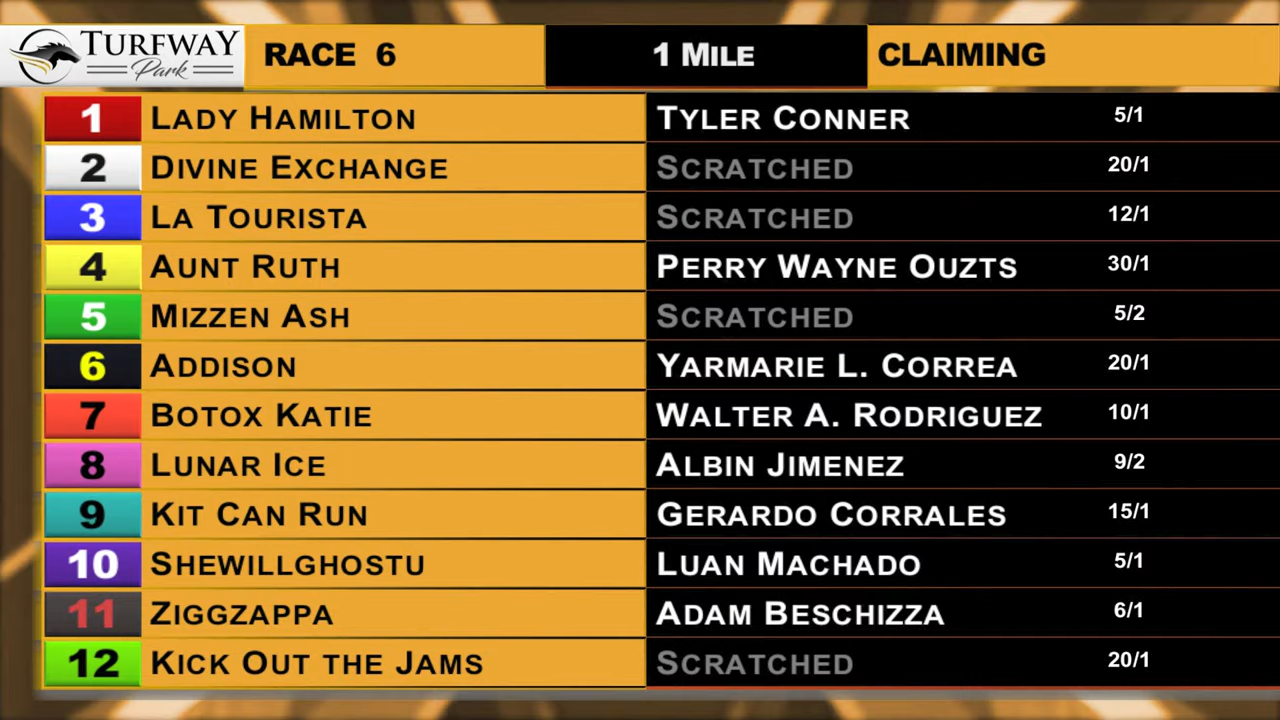 TURFWAY Park RACE 6 1 MILE CLAIMING
1 LADY HAMILTON TYLER CONNER 5/1
2 DIVINE EXCHANGE SCRATCHED 20/1
3 LA TOURISTA SCRATCHED 12/1
4 AUNT RUTH PERRY WAYNE OUZTS 30/1
5 MIZZEN ASH SCRATCHED 5/2
6 ADDISON YARMARIE L. CORREA 20/1
7 BOTOX KATIE WALTER A. RODRIGUEZ 10/1
8 LUNAR ICE ALBIN JIMENEZ 9/2
9 KIT CAN RUN GERARDO CORRALES 15/1
10 SHEWILLGHOSTU LUAN MACHADO 5/1
11 ZIGGZAPPA ADAM BESCHIZZA 6/1
12 KICK OUT THE JAMS SCRATCHED 20/1